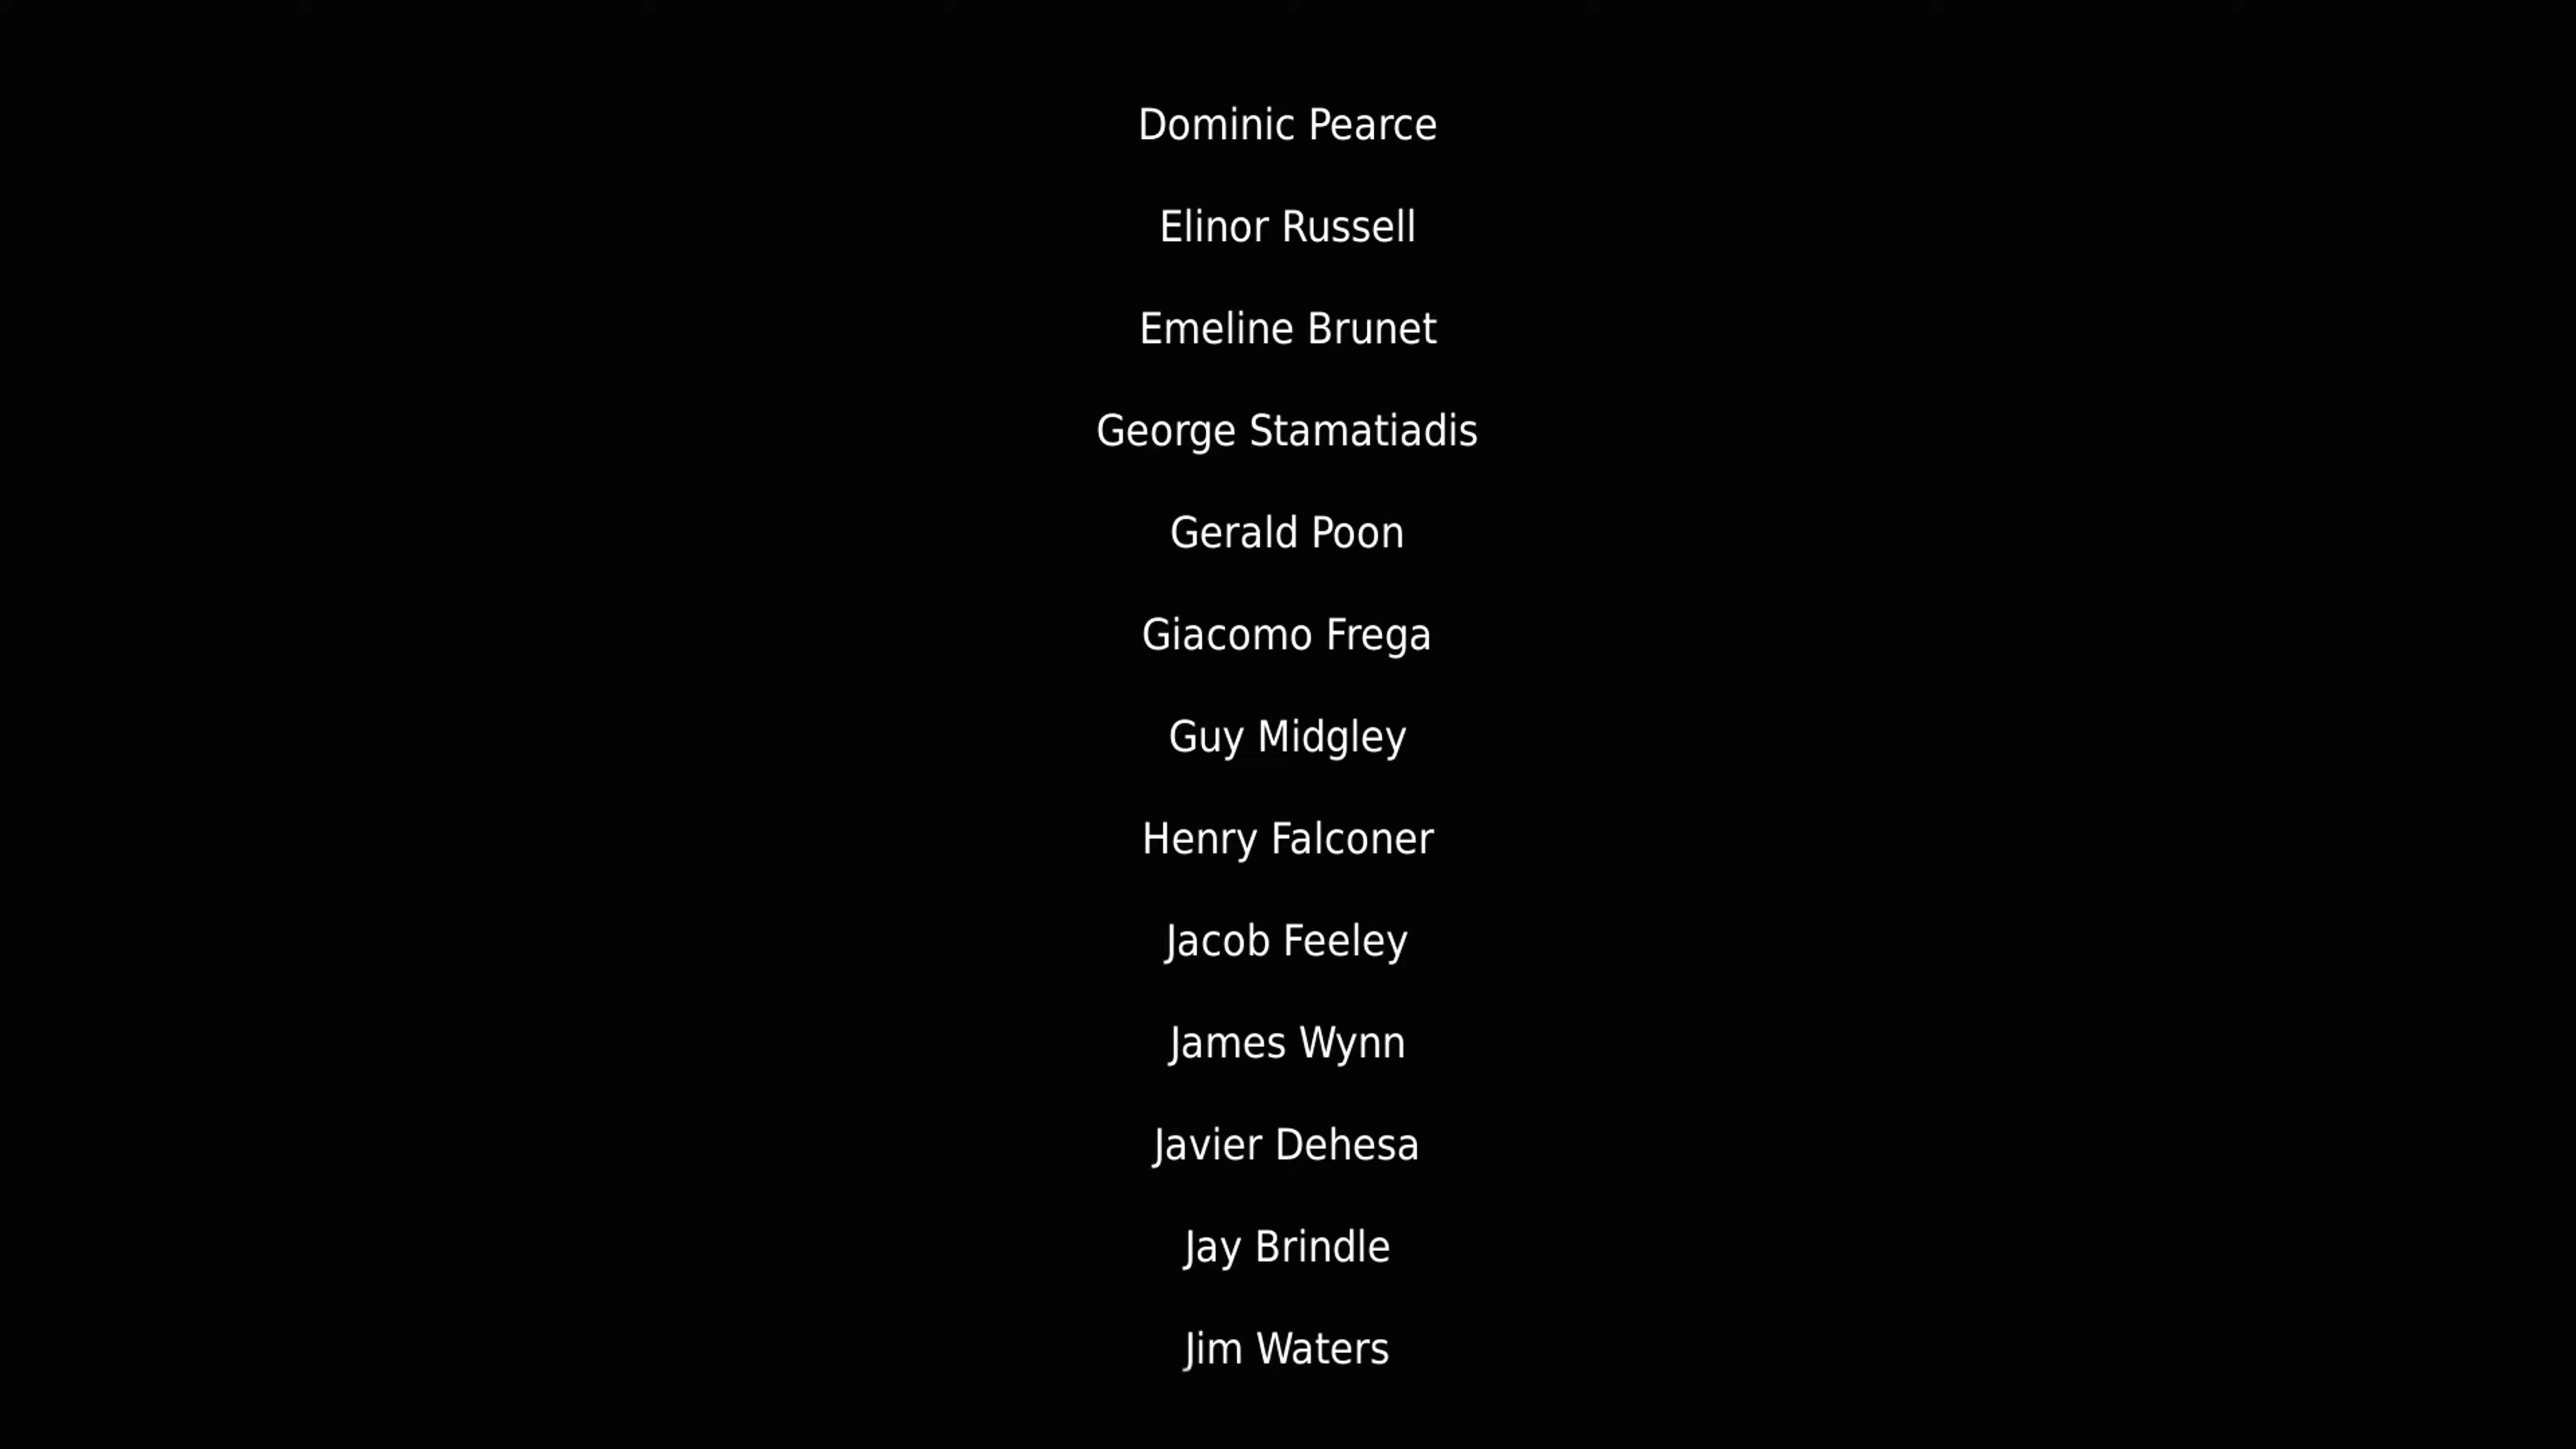 Dominic Pearce
Elinor Russell
Emeline Brunet
George Stamatiadis
Gerald Poon
Giacomo Frega
Guy Midgley
Henry Falconer
Jacob Feeley
James Wynn
Javier Dehesa
Jay Brindle
Jim Waters